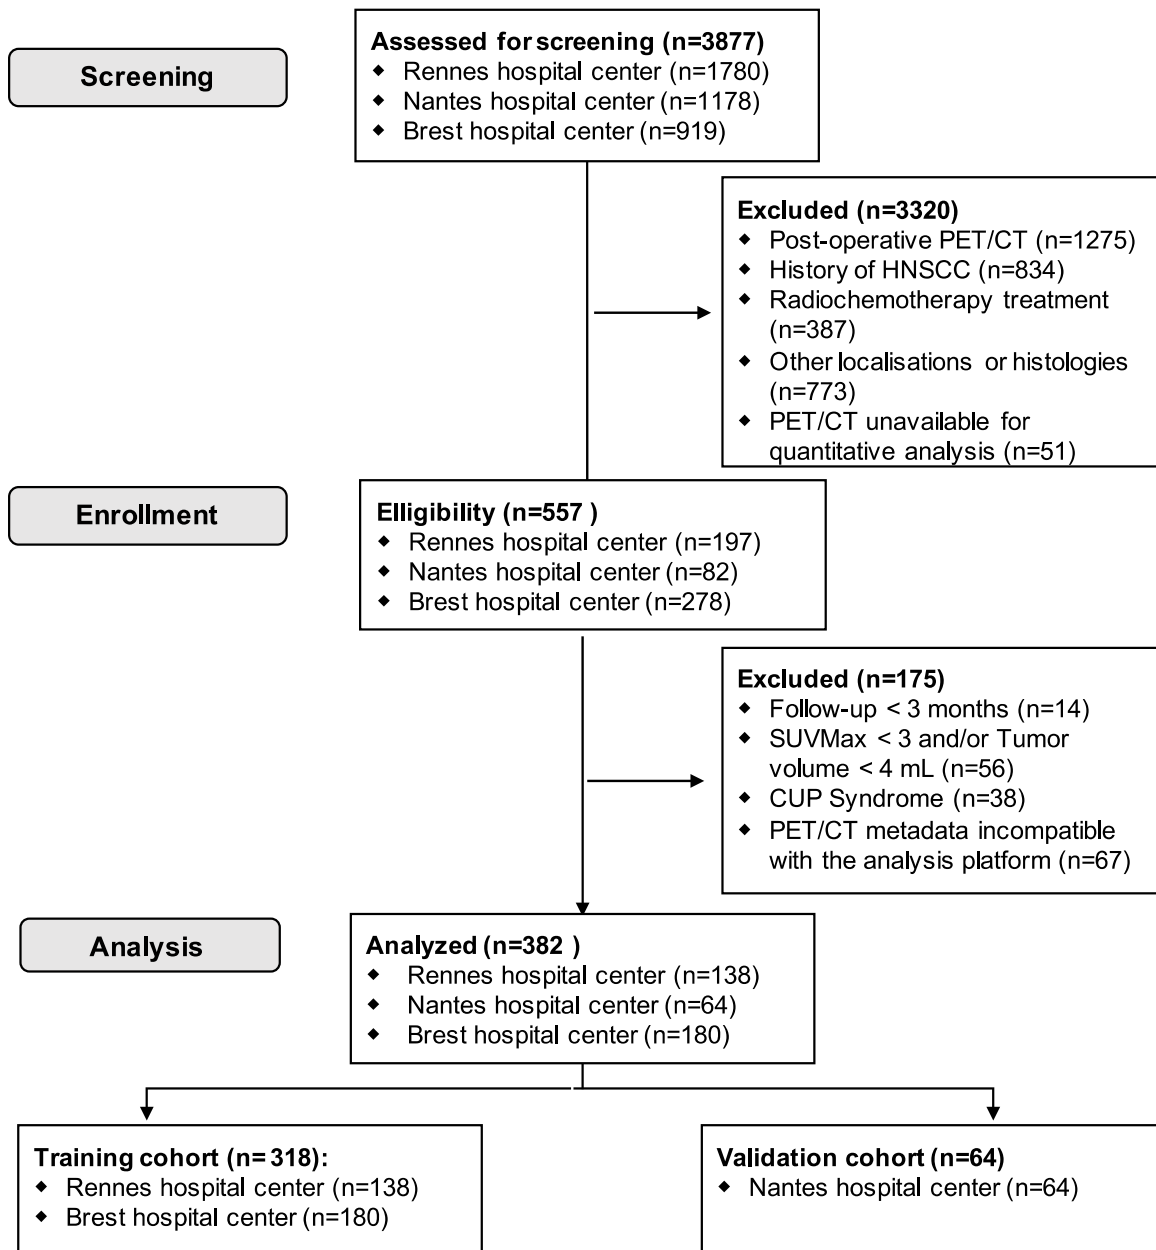 Screening
Assessed for screening (n=3877)
◆ Rennes hospital center (n=1780)
◆ Nantes hospital center (n=1178)
◆ Brest hospital center (n=919)
Excluded (n=3320)
◆ Post-operative PET/CT (n=1275)
◆ History of HNSCC (n=834)
◆ Radiochemotherapy treatment
(n=387)
◆ Other localisations or histologies
(n=773)
◆ PET/CT unavailable for
quantitative analysis (n=51)
Enrollment
Elligibility (n=557 )
◆ Rennes hospital center (n=197)
◆ Nantes hospital center (n=82)
◆ Brest hospital center (n=278)
Excluded (n=175)
◆ Follow-up < 3 months (n=14)
◆ SUVMax < 3 and/or Tumor
volume < 4 mL (n=56)
◆ CUP Syndrome (n=38)
◆ PET/CT metadata incompatible
with the analysis platform (n=67)
Analysis
Analyzed (n=382 )
◆ Rennes hospital center (n=138)
◆ Nantes hospital center (n=64)
◆ Brest hospital center (n=180)
Training cohort (n= 318):
◆ Rennes hospital center (n=138)
◆ Brest hospital center (n=180)
Validation cohort (n=64)
◆ Nantes hospital center (n=64)